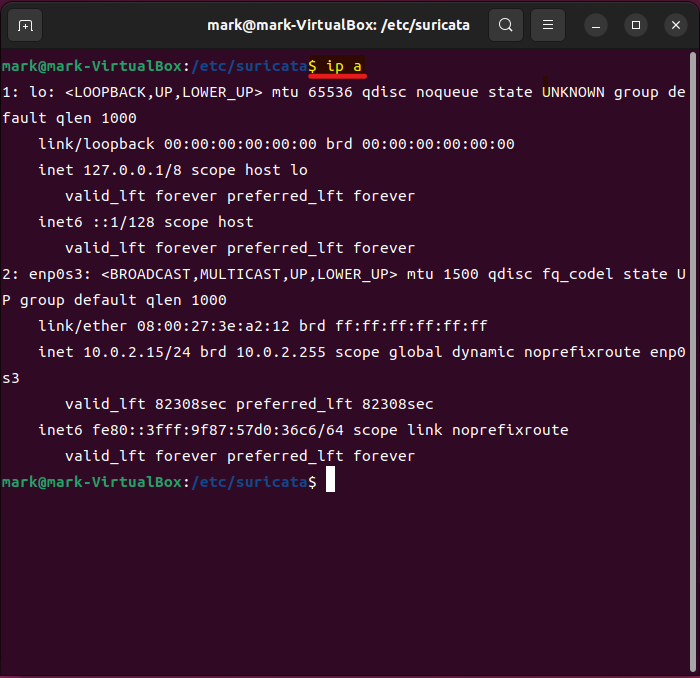 mark@mark-VirtualBox: /etc/suricata
mark@mark-VirtualBox:/etc/suricata$ ip a
1: lo: <LOOPBACK,UP,LOWER_UP> mtu 65536 qdisc noqueue state UNKNOWN group de
fault qlen 1000
link/loopback 00:00:00:00:00:00 brd 00:00:00:00:00:00
inet 127.0.0.1/8 scope host lo
valid_lft forever preferred_lft forever
inet6 ::1/128 scope host
valid_lft forever preferred_lft forever
2: enp0s3: <BROADCAST,MULTICAST,UP,LOWER_UP> mtu 1500 qdisc fq_codel state U
P group default qlen 1000
link/ether 08:00:27:3e:a2:12 brd ff:ff:ff:ff:ff:ff
inet 10.0.2.15/24 brd 10.0.2.255 scope global dynamic noprefixroute enp0
s3
valid_lft 82308sec preferred_lft 82308sec
inet6 fe80::3fff:9f87:57d0:36c6/64 scope link noprefixroute
valid_lft forever preferred_lft forever
mark@mark-VirtualBox:/etc/suricata$